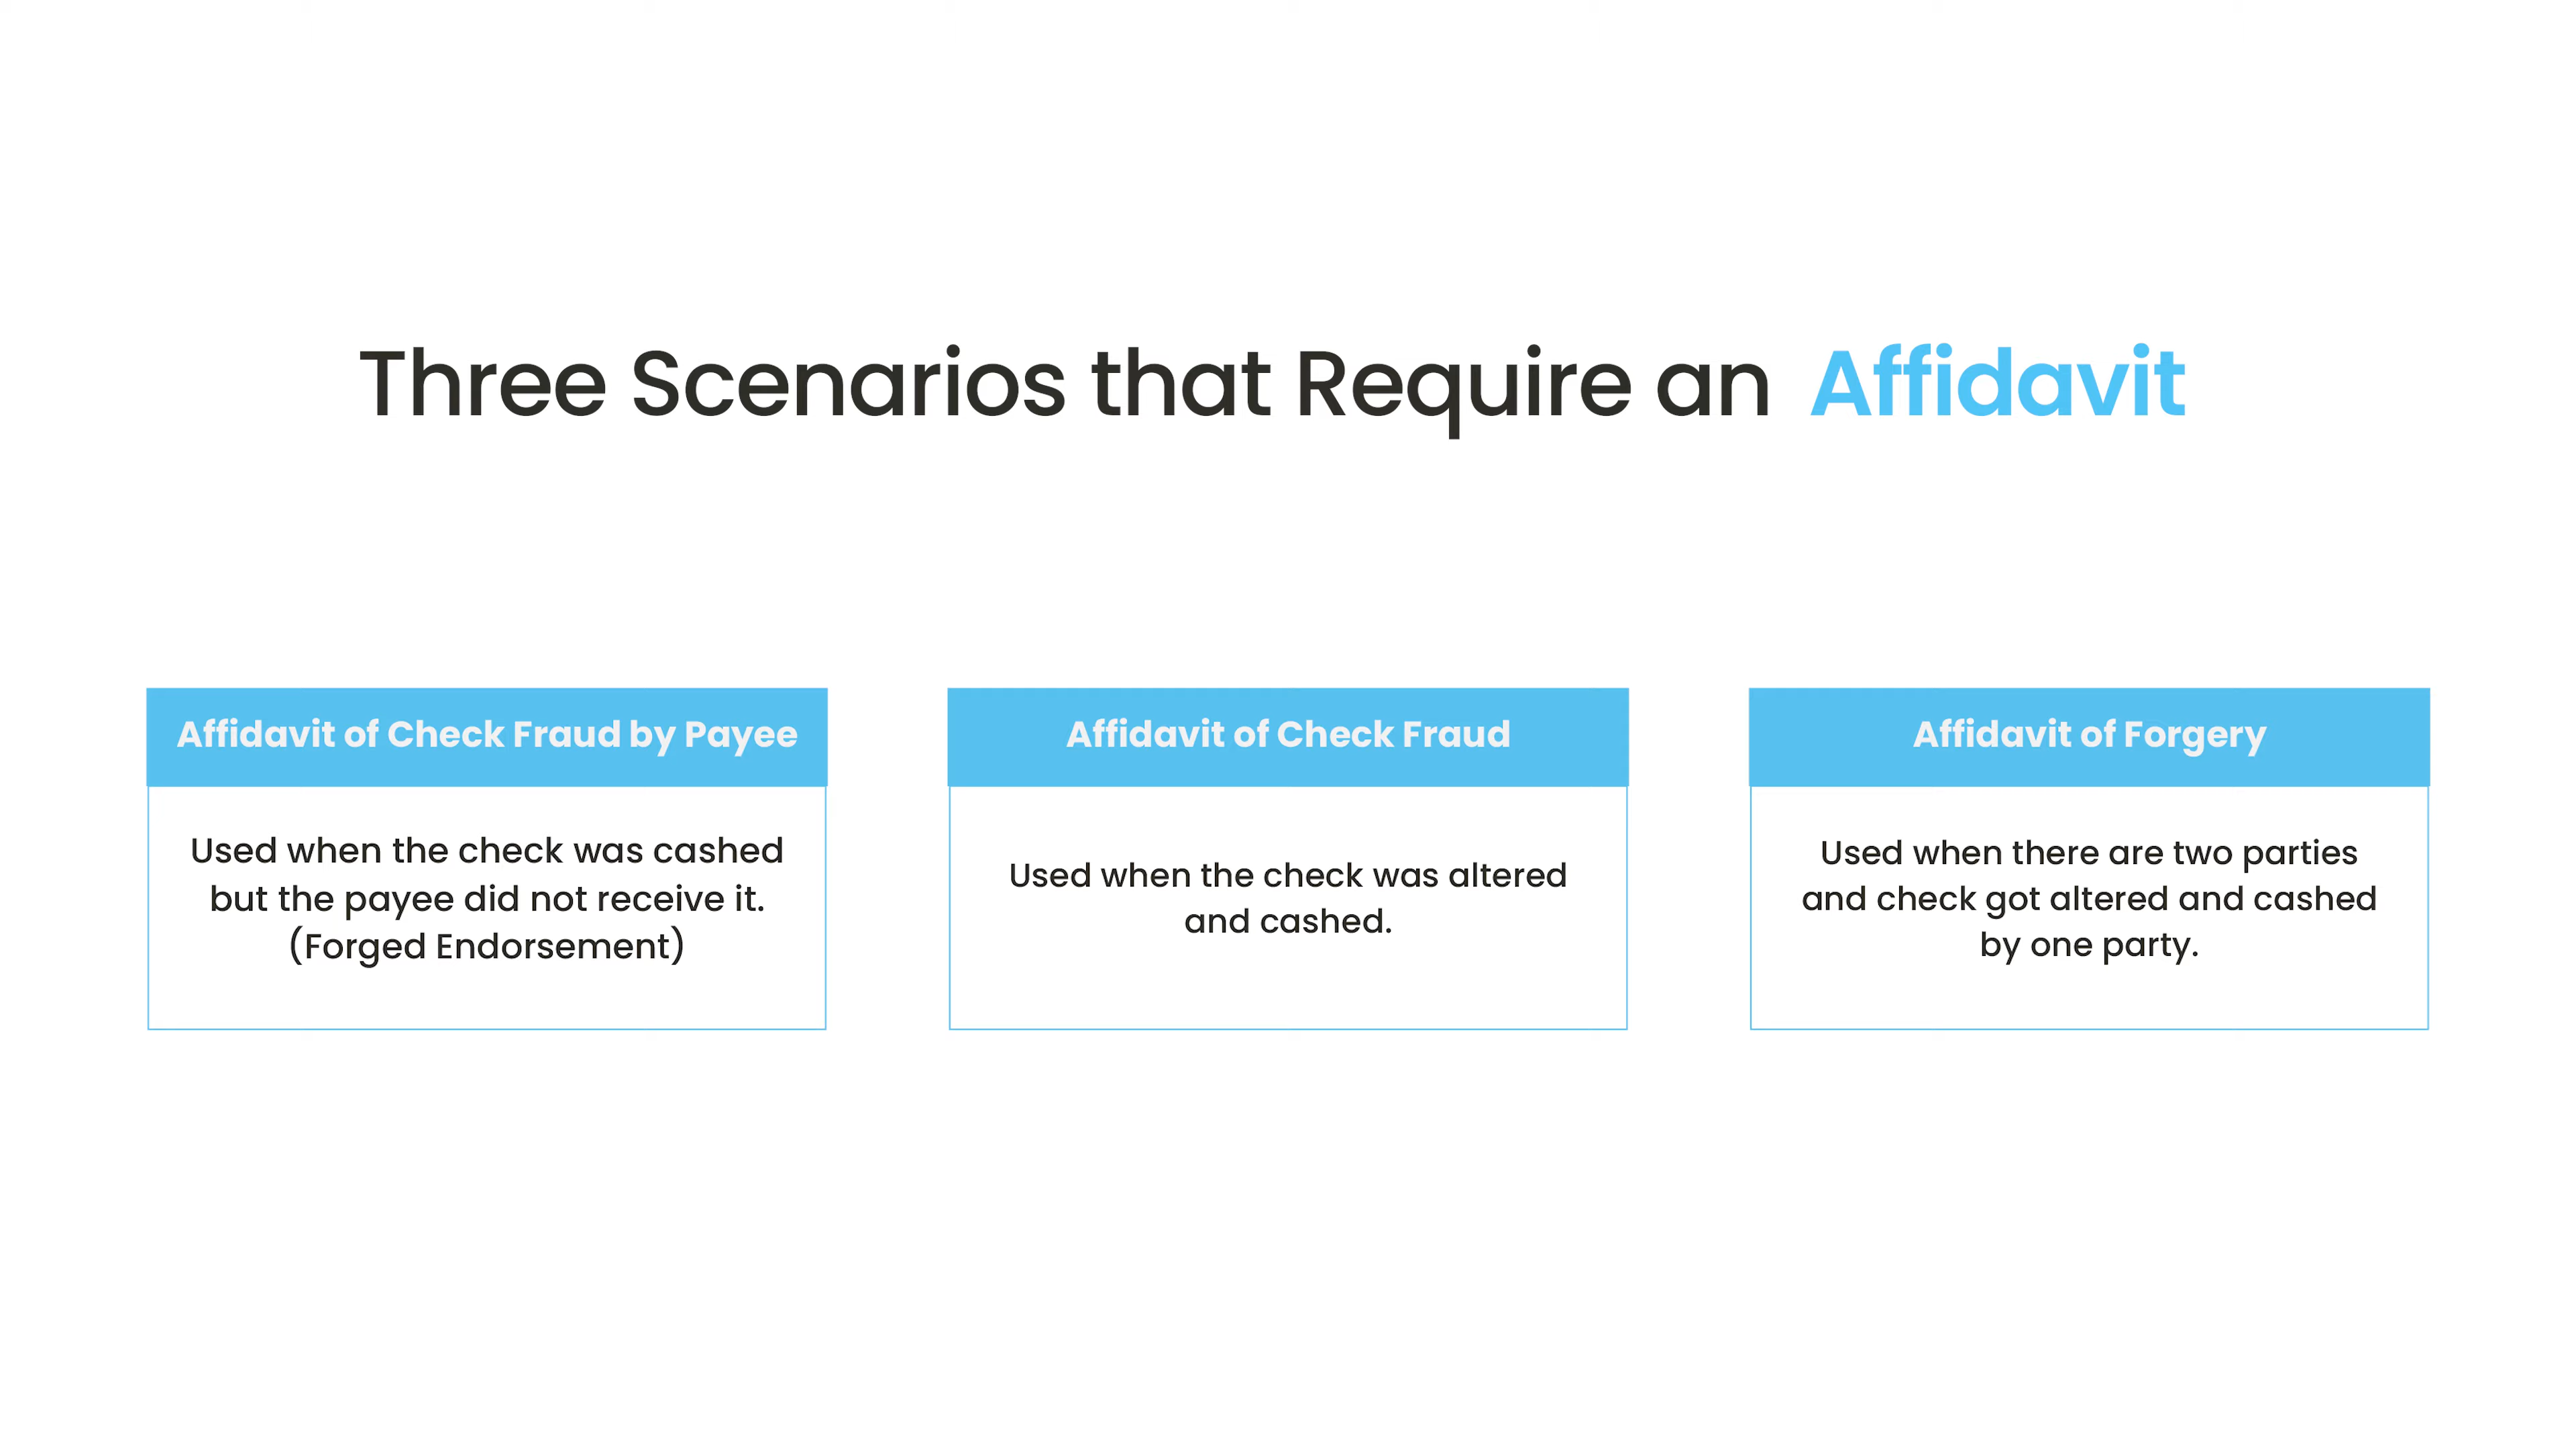 Three Scenarios that Require an Affidavit
Affidavit of Check Fraud by Payee
Used when the check was cashed
but the payee did not receive it.
(Forged Endorsement)
Affidavit of Check Fraud
Used when the check was altered
and cashed.
Affidavit of Forgery
Used when there are two parties
and check got altered and cashed
by one party.